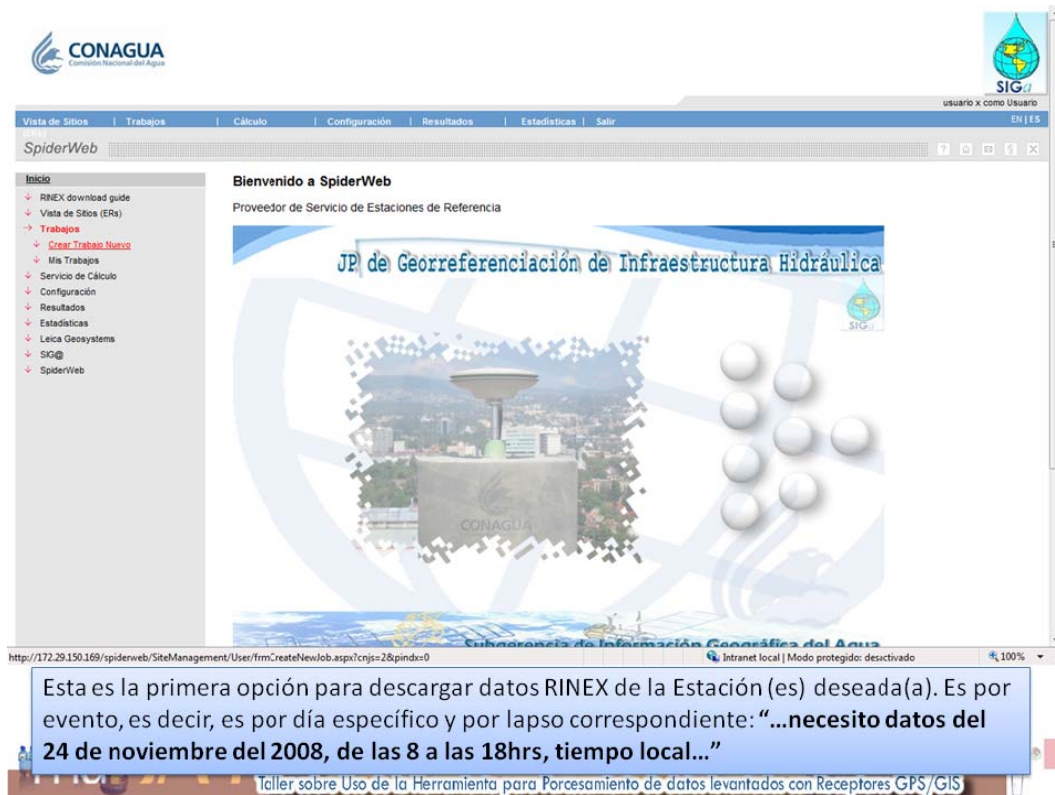 CONAGUA
Comisión Nacional del Agua
SIGa
usuario x como Usuario
Vista de Sitios | Trabajos | Cálculo | Configuración | Resultados | Estadísticas | Salir EN | ES
(ERs)
SpiderWeb
Inicio
RINEX download guide
Vista de Sitios (ERs)
Trabajos
Crear Trabajo Nuevo
Mis Trabajos
Servicio de Cálculo
Configuración
Resultados
Estadísticas
Leica Geosystems
SIG@
SpiderWeb
Bienvenido a SpiderWeb
Proveedor de Servicio de Estaciones de Referencia
JP de Georreferenciación de Infraestructura Hidráulica
SIGa
CONAGUA
Subgerencia de Información Geográfica del Agua
http://172.29.150.169/spiderweb/SiteManagement/User/frmCreateNewJob.aspx?cnjs=2&pindx=0
Intranet local | Modo protegido: desactivado 100%
Esta es la primera opción para descargar datos RINEX de la Estación (es) deseada(a). Es por
evento, es decir, es por día específico y por lapso correspondiente: “...necesito datos del
24 de noviembre del 2008, de las 8 a las 18hrs, tiempo local...”
Taller sobre Uso de la Herramienta para Porcesamiento de datos levantados con Receptores GPS/GIS